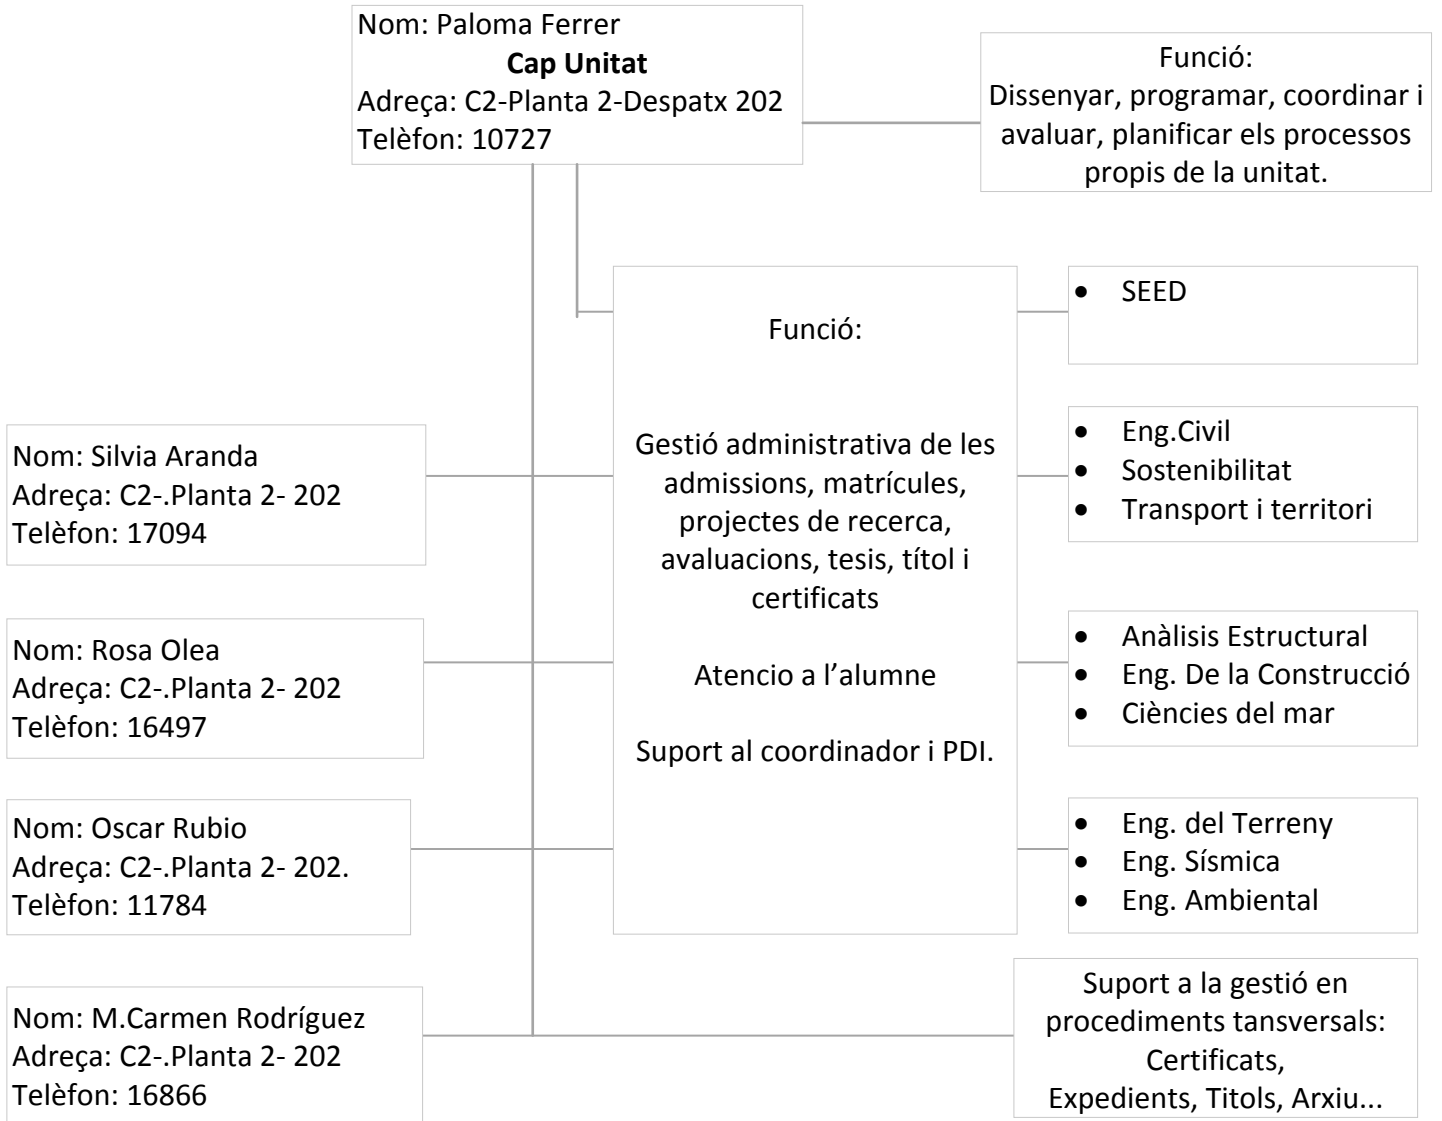 Nom: Paloma Ferrer
Cap Unitat
Adreça: C2-Planta 2-Despatx 202
Telèfon: 10727
Funció:
Dissenyar, programar, coordinar i
avaluar, planificar els processos
propis de la unitat.
Funció:
Gestió administrativa de les
admissions, matrícules,
projectes de recerca,
avaluacions, tesis, títol i
certificats
Atencio a l’alumne
Suport al coordinador i PDI.
• SEED
Nom: Silvia Aranda
Adreça: C2-.Planta 2- 202
Telèfon: 17094
• Eng.Civil
• Sostenibilitat
• Transport i territori
Nom: Rosa Olea
Adreça: C2-.Planta 2- 202
Telèfon: 16497
• Anàlisis Estructural
• Eng. De la Construcció
• Ciències del mar
Nom: Oscar Rubio
Adreça: C2-.Planta 2- 202.
Telèfon: 11784
• Eng. del Terreny
• Eng. Sísmica
• Eng. Ambiental
Nom: M.Carmen Rodríguez
Adreça: C2-.Planta 2- 202
Telèfon: 16866
Suport a la gestió en
procediments tansversals:
Certificats,
Expedients, Titols, Arxiu...